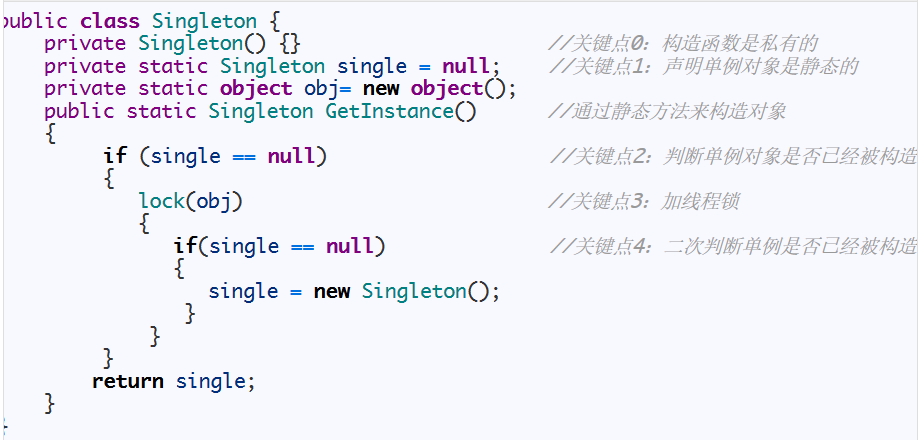 public class Singleton {
private Singleton() {} //关键点0：构造函数是私有的
private static Singleton single = null; //关键点1：声明单例对象是静态的
private static object obj= new object();
public static Singleton GetInstance() //通过静态方法来构造对象
{
if (single == null) //关键点2：判断单例对象是否已经被构造
{
lock(obj) //关键点3：加线程锁
{
if(single == null) //关键点4：二次判断单例是否已经被构造
{
single = new Singleton();
}
}
}
return single;
}
}